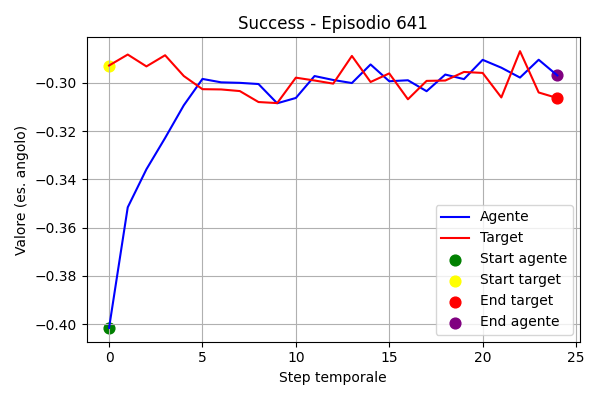 Success - Episodio 641
Valore (es. angolo)
−0.30
−0.32
−0.34
−0.36
−0.38
−0.40
0
5
10
15
20
25
Step temporale
Agente
Target
Start agente
Start target
End target
End agente